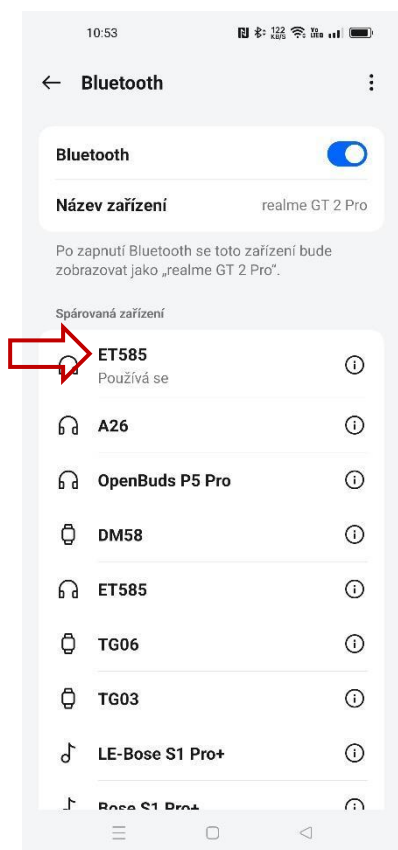 10:53
122 KB/S
Bluetooth
Bluetooth
Název zařízení realme GT 2 Pro
Po zapnutí Bluetooth se toto zařízení bude
zobrazovat jako „realme GT 2 Pro“.
Spárovaná zařízení
ET585
Používá se
A26
OpenBuds P5 Pro
DM58
ET585
TG06
TG03
LE-Bose S1 Pro+
Bose S1 Pro+